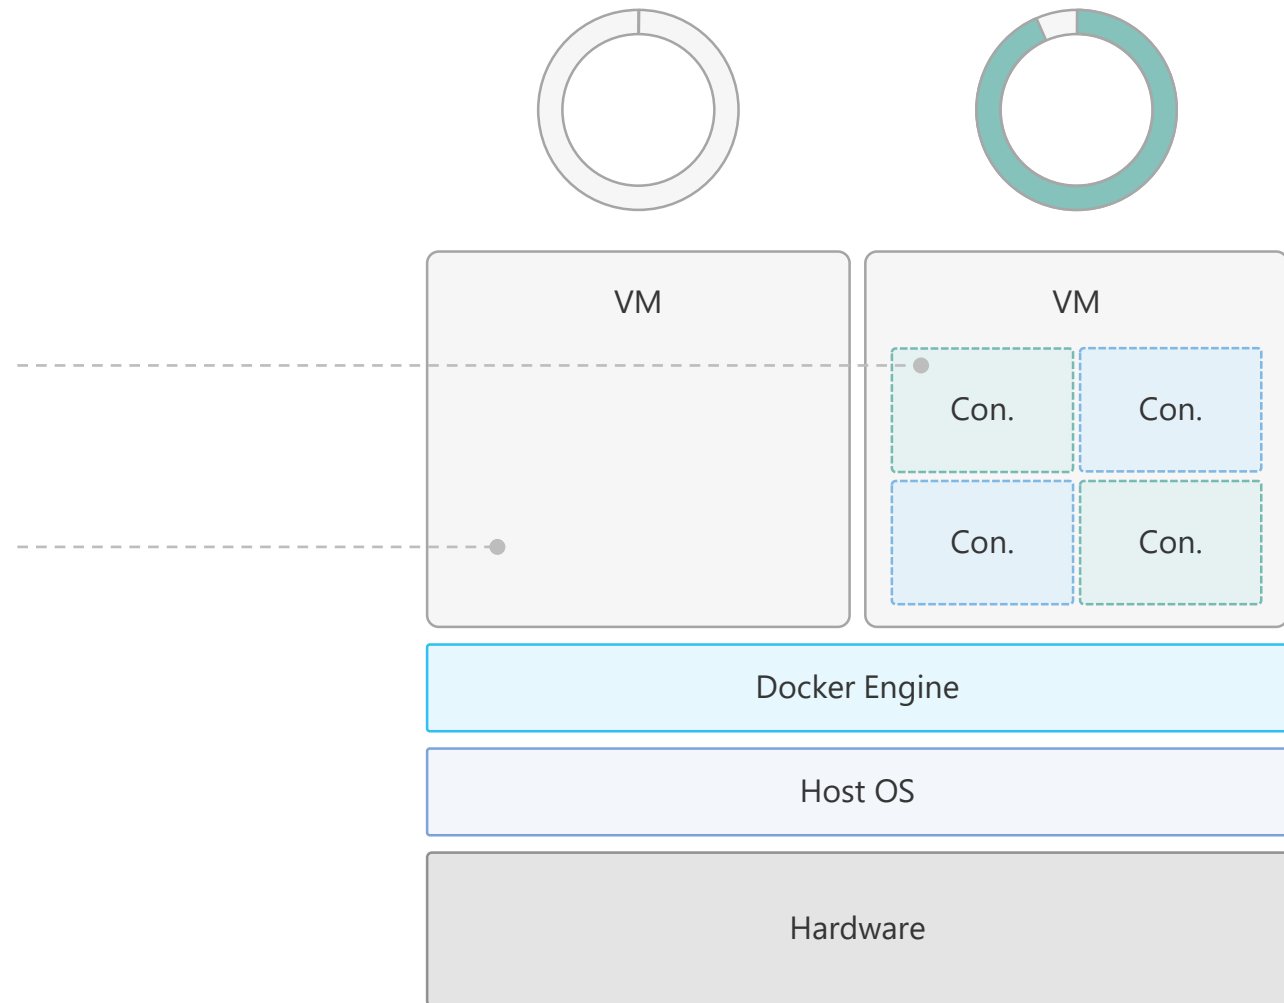 VM
VM
Con.
Con.
Con.
Con.
Docker Engine
Host OS
Hardware